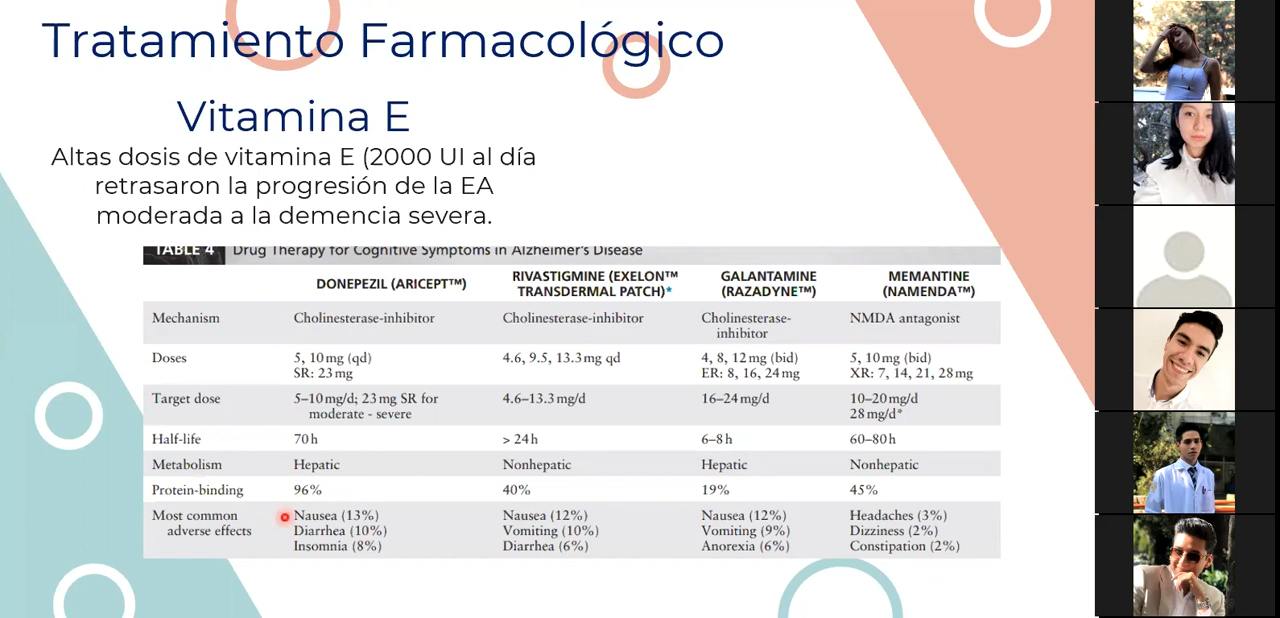 Tratamiento Farmacológico
Vitamina E
Altas dosis de vitamina E (2000 UI al día
retrasaron la progresión de la EA
moderada a la demencia severa.
TABLE 4 Drug Therapy for Cognitive Symptoms in Alzheimer's Disease
DONEPEZIL (ARICEPT™) RIVASTIGMINE (EXELON™ TRANSDERMAL PATCH)* GALANTAMINE (RAZADYNE™) MEMANTINE (NAMENDA™)
Mechanism Cholinesterase-inhibitor Cholinesterase-inhibitor Cholinesterase-inhibitor NMDA antagonist
Doses 5, 10 mg (qd) 4.6, 9.5, 13.3 mg qd 4, 8, 12 mg (bid) 5, 10 mg (bid)
SR: 23 mg ER: 8, 16, 24 mg XR: 7, 14, 21, 28 mg
Target dose 5–10 mg/d; 23 mg SR for 4.6–13.3 mg/d 16–24 mg/d 10–20 mg/d
moderate - severe 28 mg/d*
Half-life 70 h > 24 h 6–8 h 60–80 h
Metabolism Hepatic Nonhepatic Hepatic Nonhepatic
Protein-binding 96% 40% 19% 45%
Most common Nausea (13%) Nausea (12%) Nausea (12%) Headaches (3%)
adverse effects Diarrhea (10%) Vomiting (10%) Vomiting (9%) Dizziness (2%)
Insomnia (8%) Diarrhea (6%) Anorexia (6%) Constipation (2%)